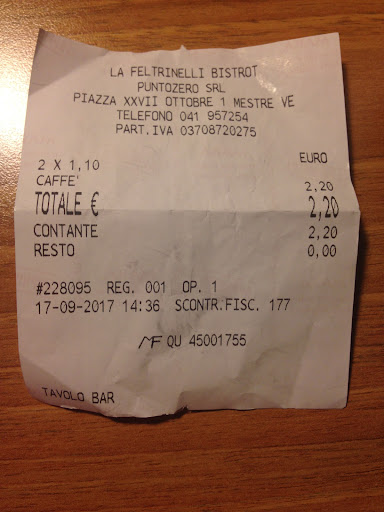 LA FELTRINELLI BISTROT
PUNTOZERO SRL
PIAZZA XXVII OTTOBRE 1 MESTRE VE
TELEFONO 041 957254
PART.IVA 03708720275
EURO
2 X 1,10
CAFFE' 2,20
TOTALE € 2,20
CONTANTE 2,20
RESTO 0,00
#228095 REG. 001 OP. 1
17-09-2017 14:36 SCONTR.FISC. 177
MF QU 45001755
TAVOLO BAR